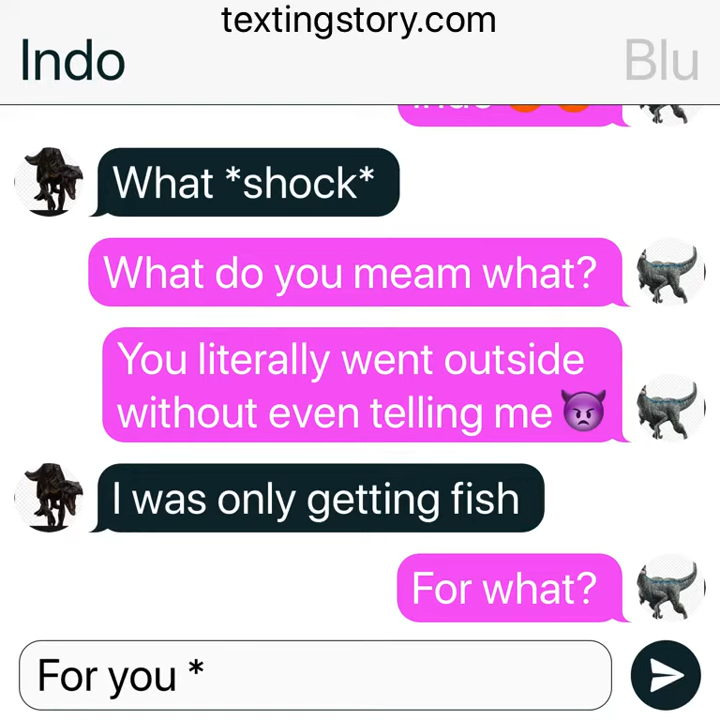 textingstory.com
Indo
Blu
What *shock*
What do you meam what?
You literally went outside
without even telling me 👿
I was only getting fish
For what?
For you *